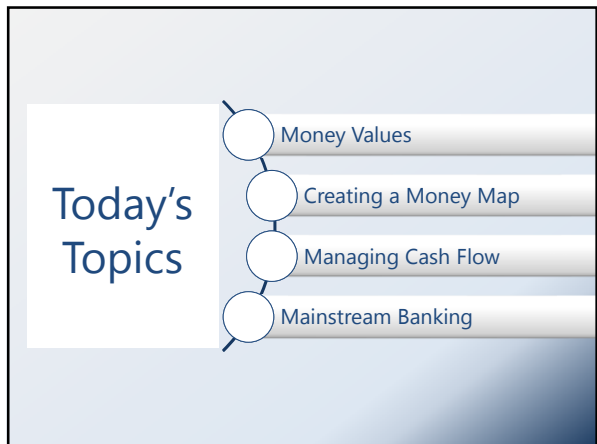 Today's
Topics
Money Values
Creating a Money Map
Managing Cash Flow
Mainstream Banking